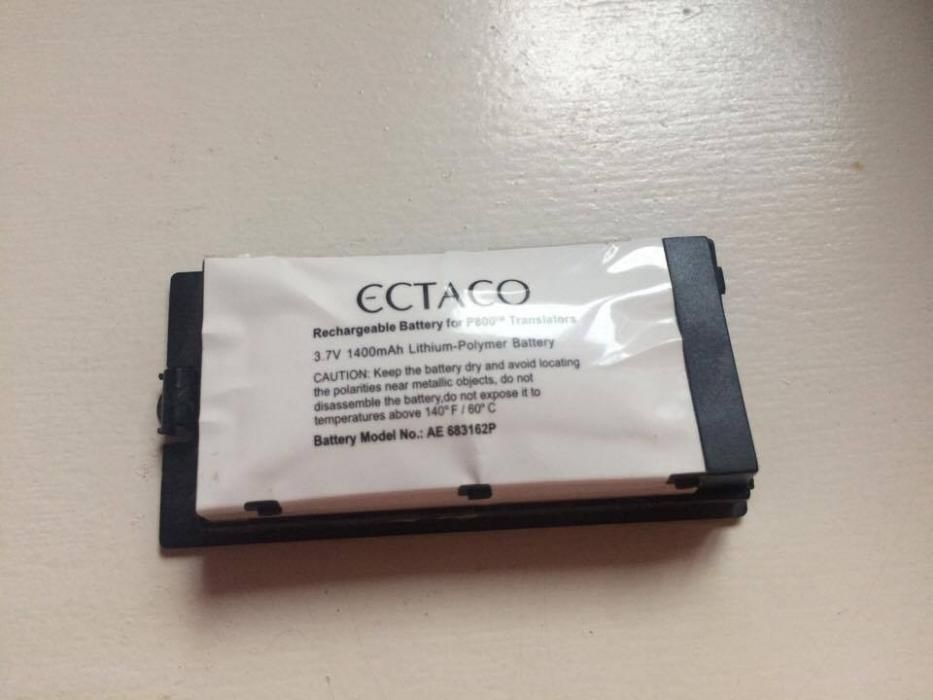 ECTACO
Rechargeable Battery for P800™ Translators
3.7V 1400mAh Lithium-Polymer Battery
CAUTION: Keep the battery dry and avoid locating
the polarities near metallic objects, do not
disassemble the battery,do not expose it to
temperatures above 140° F / 60° C
Battery Model No.: AE 683162P